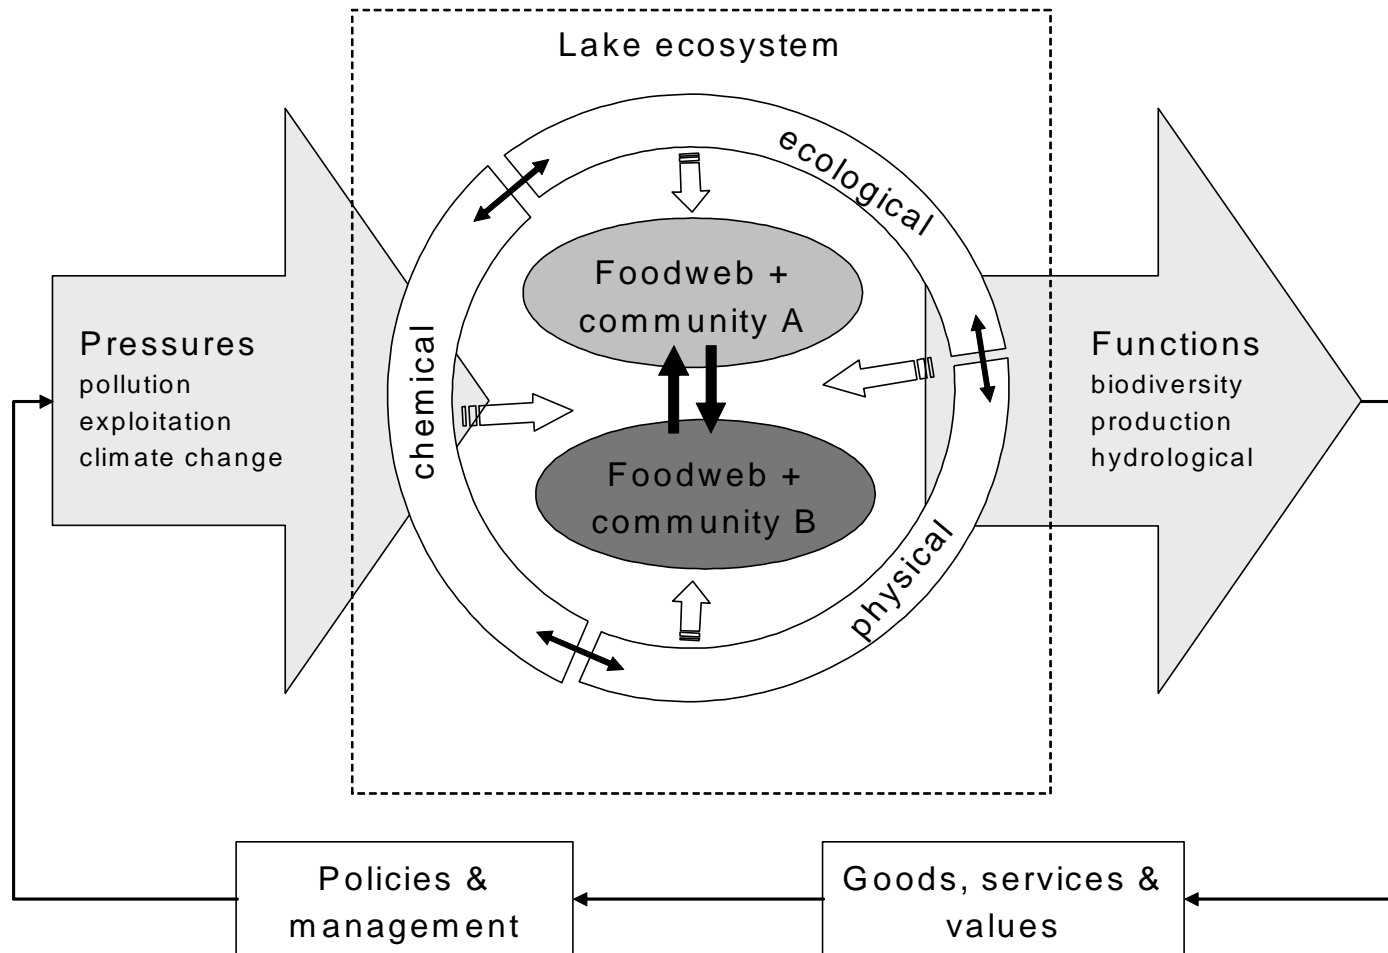 Lake ecosystem
ecological
chemical
physical
Foodweb +
community A
Foodweb +
community B
Pressures
pollution
exploitation
climate change
Functions
biodiversity
production
hydrological
Policies &
management
Goods, services &
values